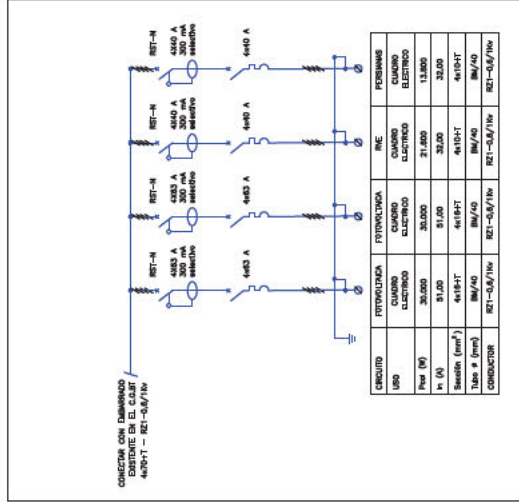 CONECTAR CON EMBARRADO
EXISTENTE EN EL C.G.BT
4x70+T – RZ1–0,6/1Kv
RST–N
RST–N
RST–N
RST–N
4X63 A
300 mA
selectivo
4X63 A
300 mA
selectivo
4X40 A
300 mA
selectivo
4X40 A
300 mA
selectivo
4x63 A
4x63 A
4x40 A
4x40 A
CIRCUITO FOTOVOLTAICA FOTOVOLTAICA PERSIANAS
USO CUADRO ELECTRICO CUADRO ELECTRICO CUADRO ELECTRICO CUADRO ELECTRICO
Pcal (W) 30.000 30.000 21.600 13.800
In (A) 51,00 51,00 32,00 32,00
Sección (mm²) 4x16+T 4x16+T 4x10+T 4x10+T
Tubo ø (mm) BM/40 BM/40 BM/40 BM/40
CONDUCTOR RZ1–0,6/1Kv RZ1–0,6/1Kv RZ1–0,6/1Kv RZ1–0,6/1Kv